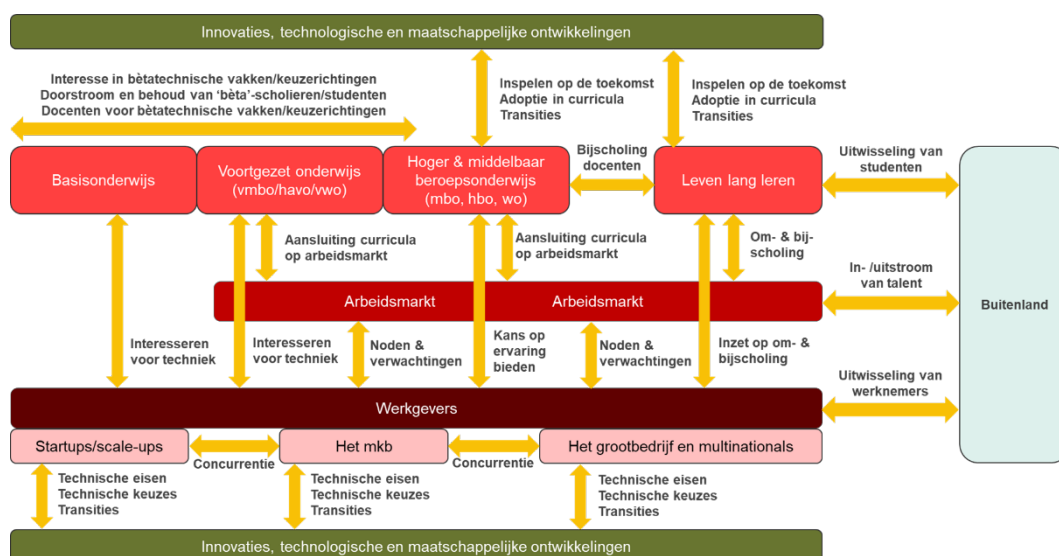 Innovaties, technologische en maatschappelijke ontwikkelingen
Interesse in bètatechnische vakken/keuzerichtingen
Doorstroom en behoud van ‘bèta’-scholieren/studenten
Docenten voor bètatechnische vakken/keuzerichtingen
Inspelen op de toekomst
Adoptie in curricula
Transities
Inspelen op de toekomst
Adoptie in curricula
Transities
Basisonderwijs
Voortgezet onderwijs
(vmbo/havo/vwo)
Hoger & middelbaar
beroepsonderwijs
(mbo, hbo, wo)
Bijscholing
docenten
Leven lang leren
Uitwisseling van
studenten
Aansluiting curricula
op arbeidsmarkt
Aansluiting curricula
op arbeidsmarkt
Om- & bij-
scholing
Arbeidsmarkt
Arbeidsmarkt
In- /uitstroom
van talent
Buitenland
Interesseren
voor techniek
Interesseren
voor techniek
Noden &
verwachtingen
Kans op
ervaring
bieden
Noden &
verwachtingen
Inzet op om- &
bijscholing
Uitwisseling van
werknemers
Werkgevers
Startups/scale-ups
Concurrentie
Het mkb
Concurrentie
Het grootbedrijf en multinationals
Technische eisen
Technische keuzes
Transities
Technische eisen
Technische keuzes
Transities
Technische eisen
Technische keuzes
Transities
Innovaties, technologische en maatschappelijke ontwikkelingen